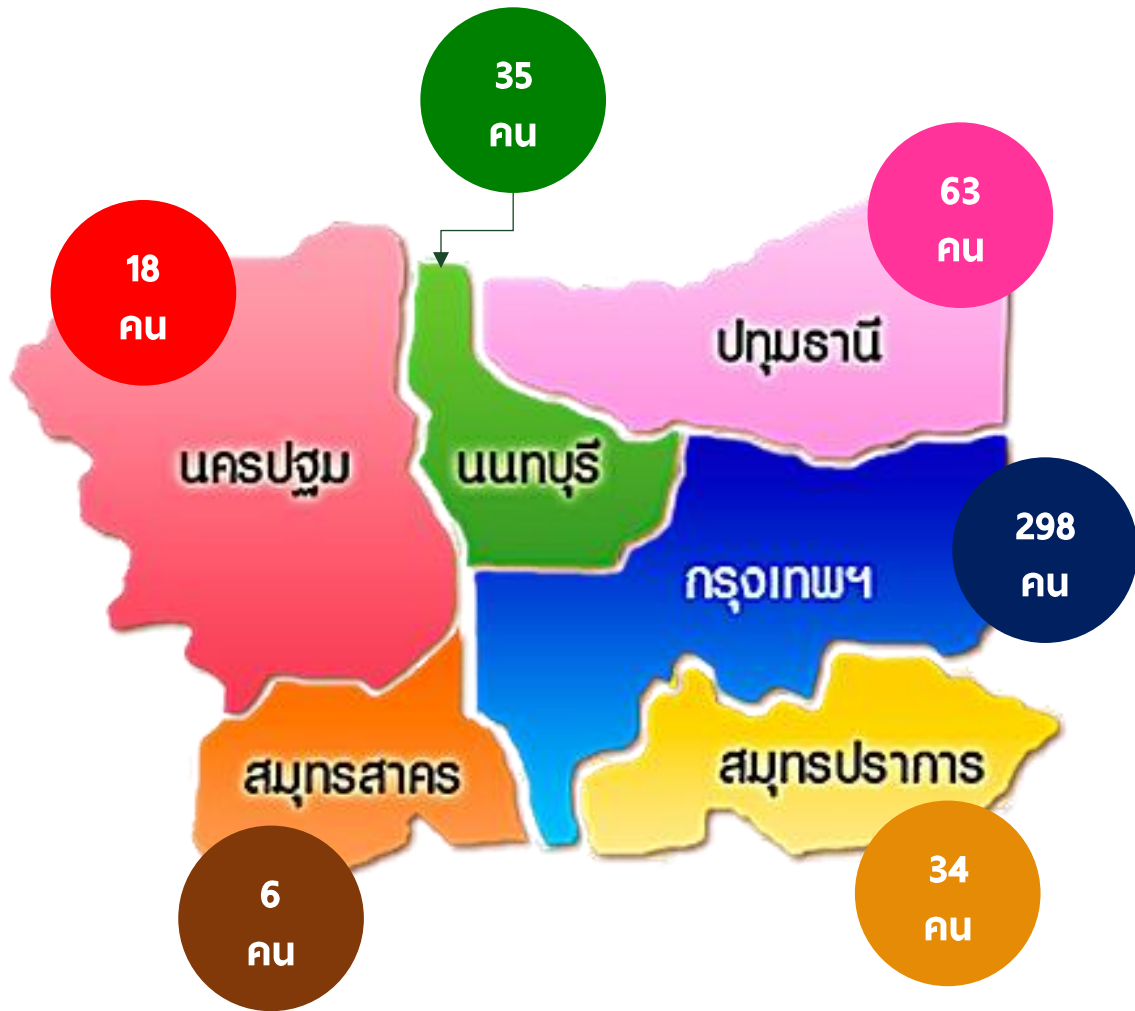 35
คน
63
คน
18
คน
ปทุมธานี
นครปฐม
นนทบุรี
298
คน
กรุงเทพฯ
สมุทรสาคร
สมุทรปราการ
6
คน
34
คน